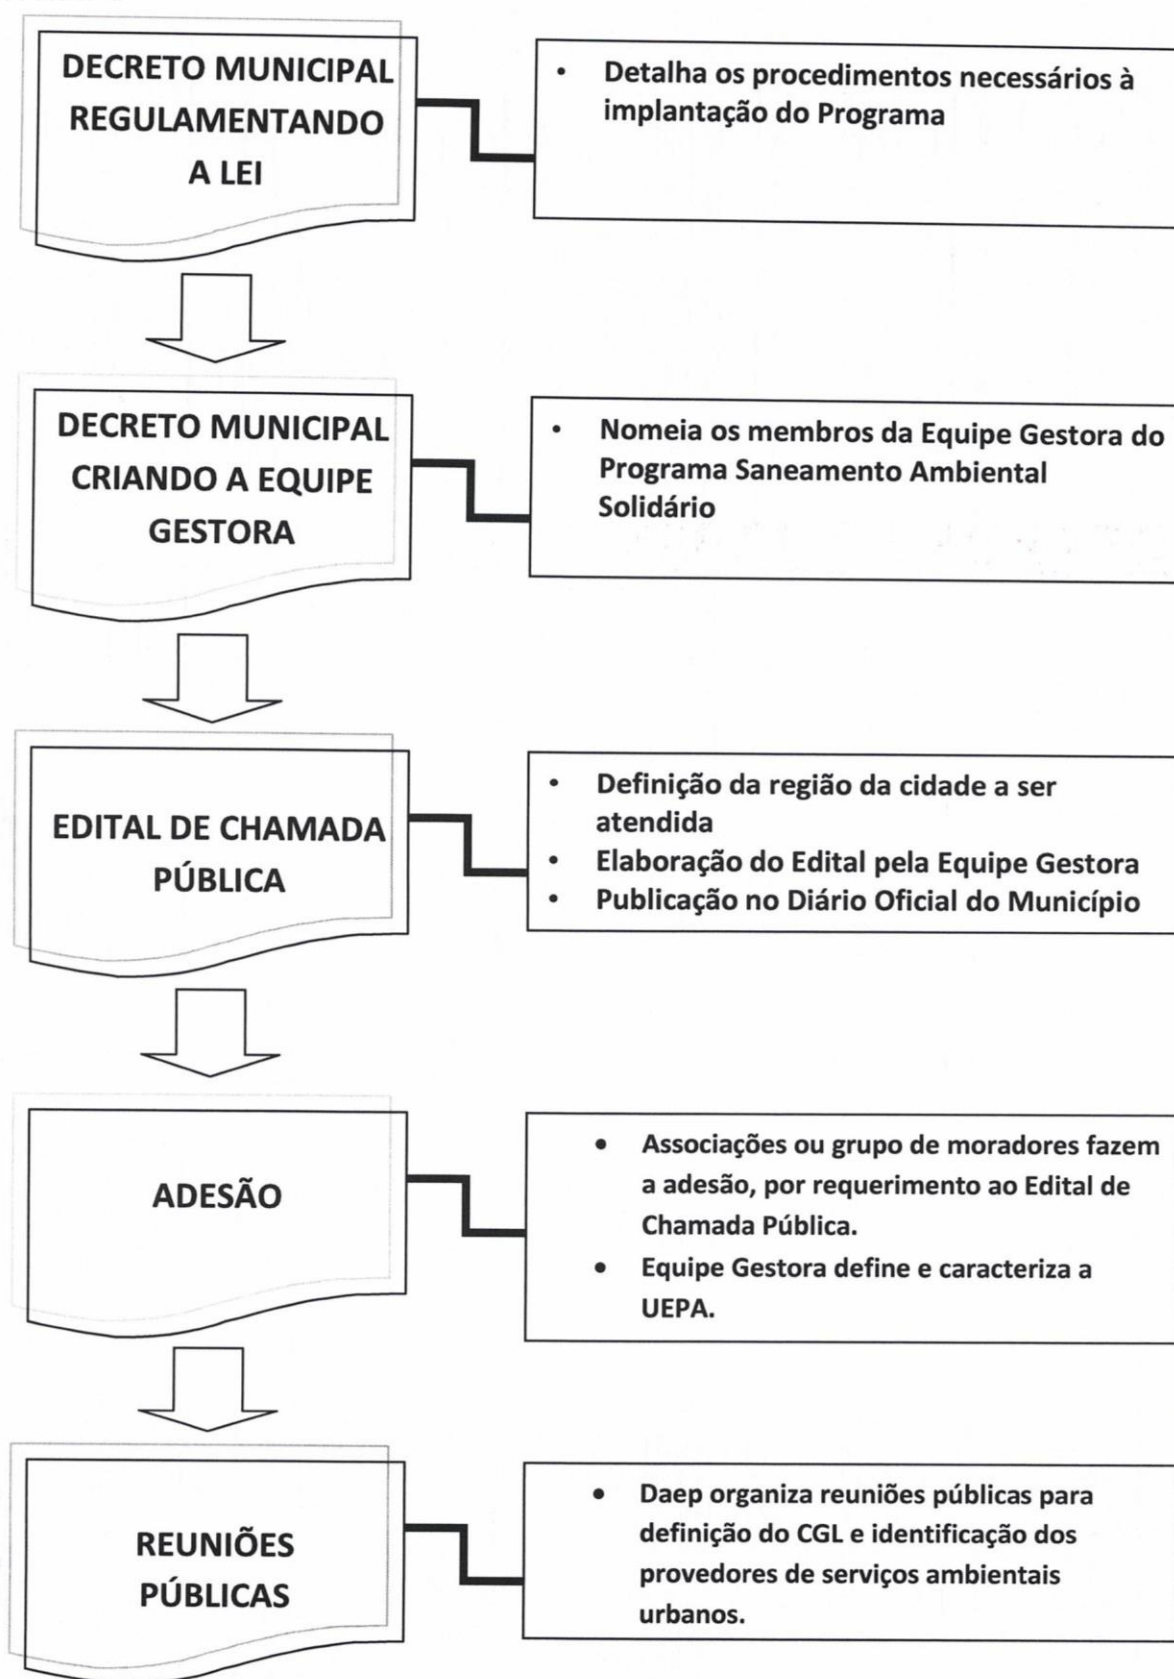 DECRETO MUNICIPAL
REGULAMENTANDO
A LEI
• Detalha os procedimentos necessários à
implantação do Programa
DECRETO MUNICIPAL
CRIANDO A EQUIPE
GESTORA
• Nomeia os membros da Equipe Gestora do
Programa Saneamento Ambiental
Solidário
EDITAL DE CHAMADA
PÚBLICA
• Definição da região da cidade a ser
atendida
• Elaboração do Edital pela Equipe Gestora
• Publicação no Diário Oficial do Município
ADESÃO
• Associações ou grupo de moradores fazem
a adesão, por requerimento ao Edital de
Chamada Pública.
• Equipe Gestora define e caracteriza a
UEPA.
REUNIÕES
PÚBLICAS
• Daep organiza reuniões públicas para
definição do CGL e identificação dos
provedores de serviços ambientais
urbanos.